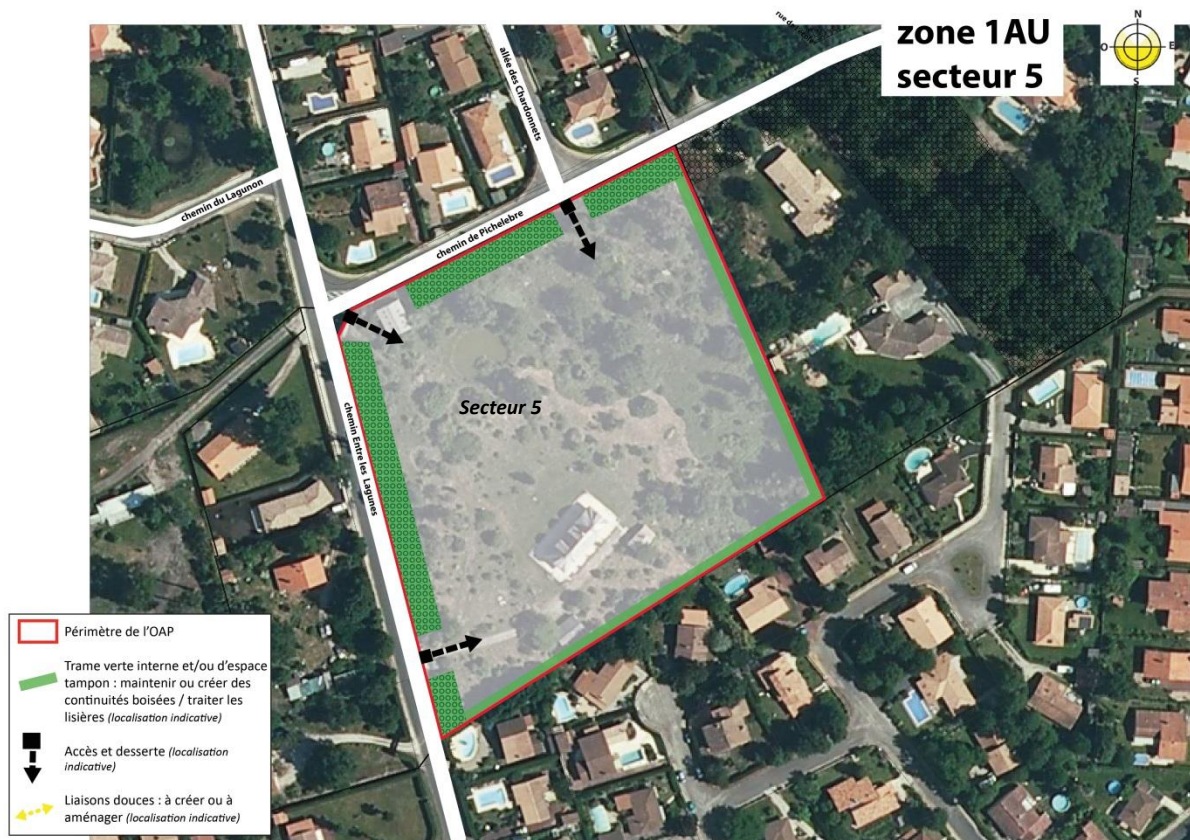 zone 1AU
secteur 5
N
O
E
S
rue des
allée des Chardonnets
chemin du Lagunon
chemin de Pichelebre
Secteur 5
chemin Entre les Lagunes
Périmètre de l'OAP
Trame verte interne et/ou d'espace
tampon : maintenir ou créer des
continuités boisées / traiter les
lisières (localisation indicative)
Accès et desserte (localisation
indicative)
Liaisons douces : à créer ou à
aménager (localisation indicative)